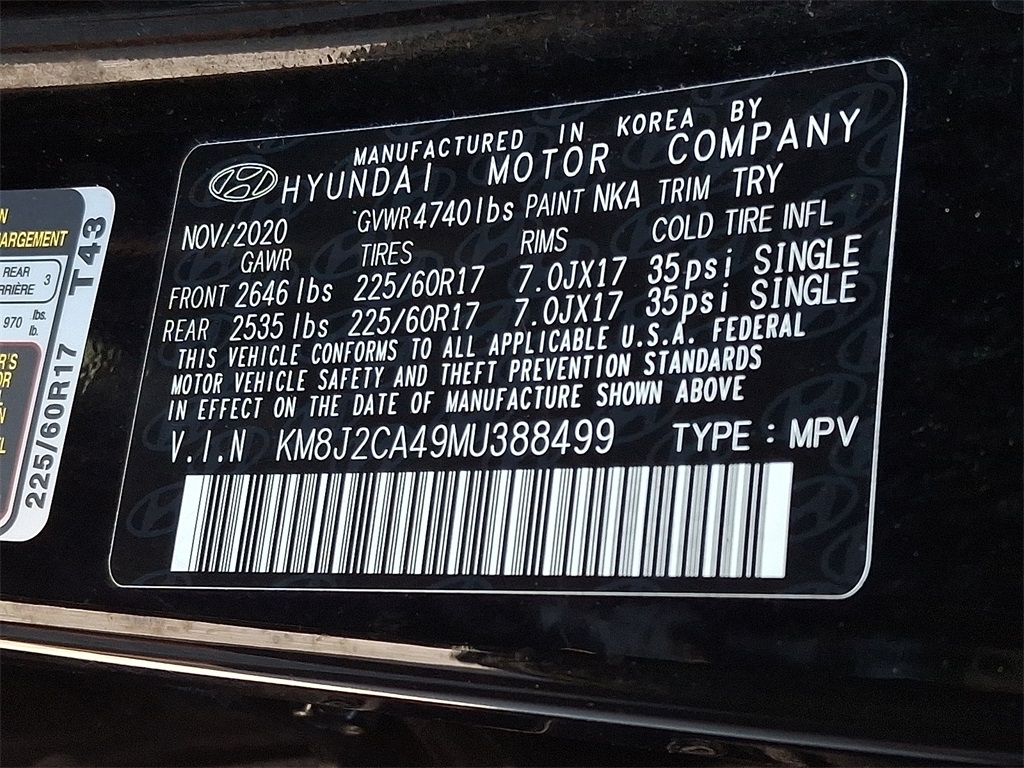 MANUFACTURED IN KOREA BY
HYUNDAI MOTOR COMPANY
NOV/2020 GVWR 4740lbs PAINT NKA TRIM TRY
GAWR TIRES RIMS COLD TIRE INFL
FRONT 2646 lbs 225/60R17 7.0JX17 35psi SINGLE
REAR 2535 lbs 225/60R17 7.0JX17 35psi SINGLE
THIS VEHICLE CONFORMS TO ALL APPLICABLE U.S.A. FEDERAL
MOTOR VEHICLE SAFETY AND THEFT PREVENTION STANDARDS
IN EFFECT ON THE DATE OF MANUFACTURE SHOWN ABOVE
V.I.N KM8J2CA49MU388499 TYPE : MPV
REAR 3
970 lbs.
lb.
225/60R17 T43